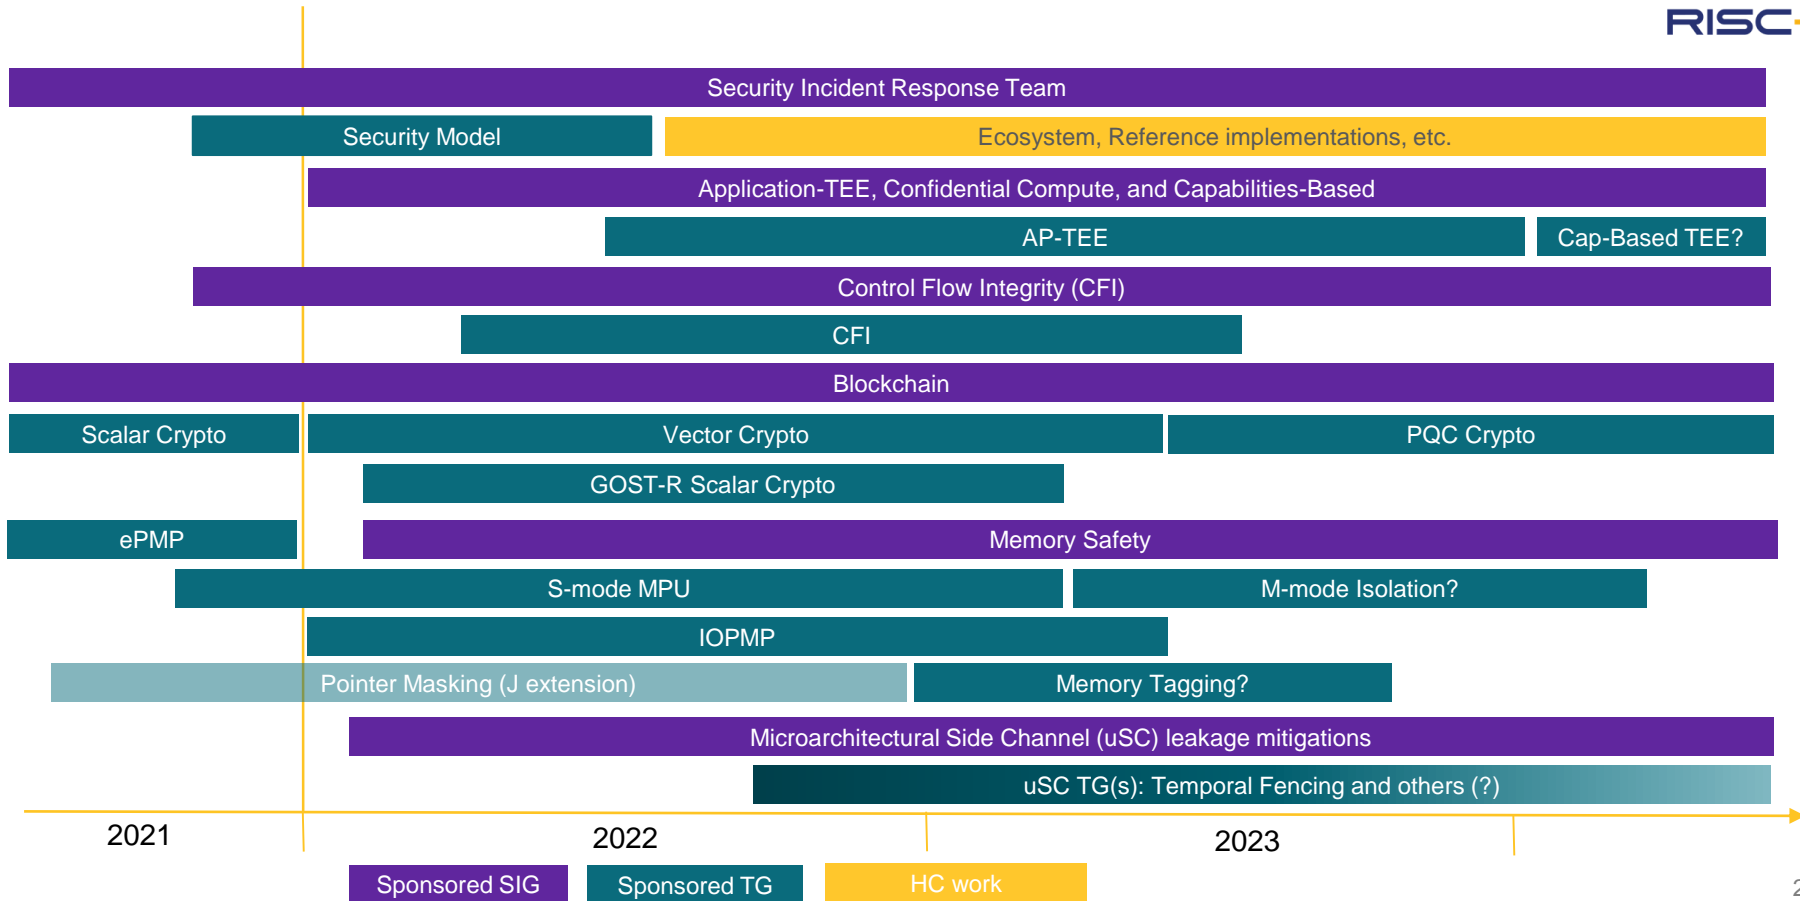 RISC-
Security Incident Response Team
Security Model
Ecosystem, Reference implementations, etc.
Application-TEE, Confidential Compute, and Capabilities-Based
AP-TEE
Cap-Based TEE?
Control Flow Integrity (CFI)
CFI
Blockchain
Scalar Crypto
Vector Crypto
PQC Crypto
GOST-R Scalar Crypto
ePMP
Memory Safety
S-mode MPU
M-mode Isolation?
IOPMP
Pointer Masking (J extension)
Memory Tagging?
Microarchitectural Side Channel (uSC) leakage mitigations
uSC TG(s): Temporal Fencing and others (?)
2021
2022
2023
Sponsored SIG
Sponsored TG
HC work
2